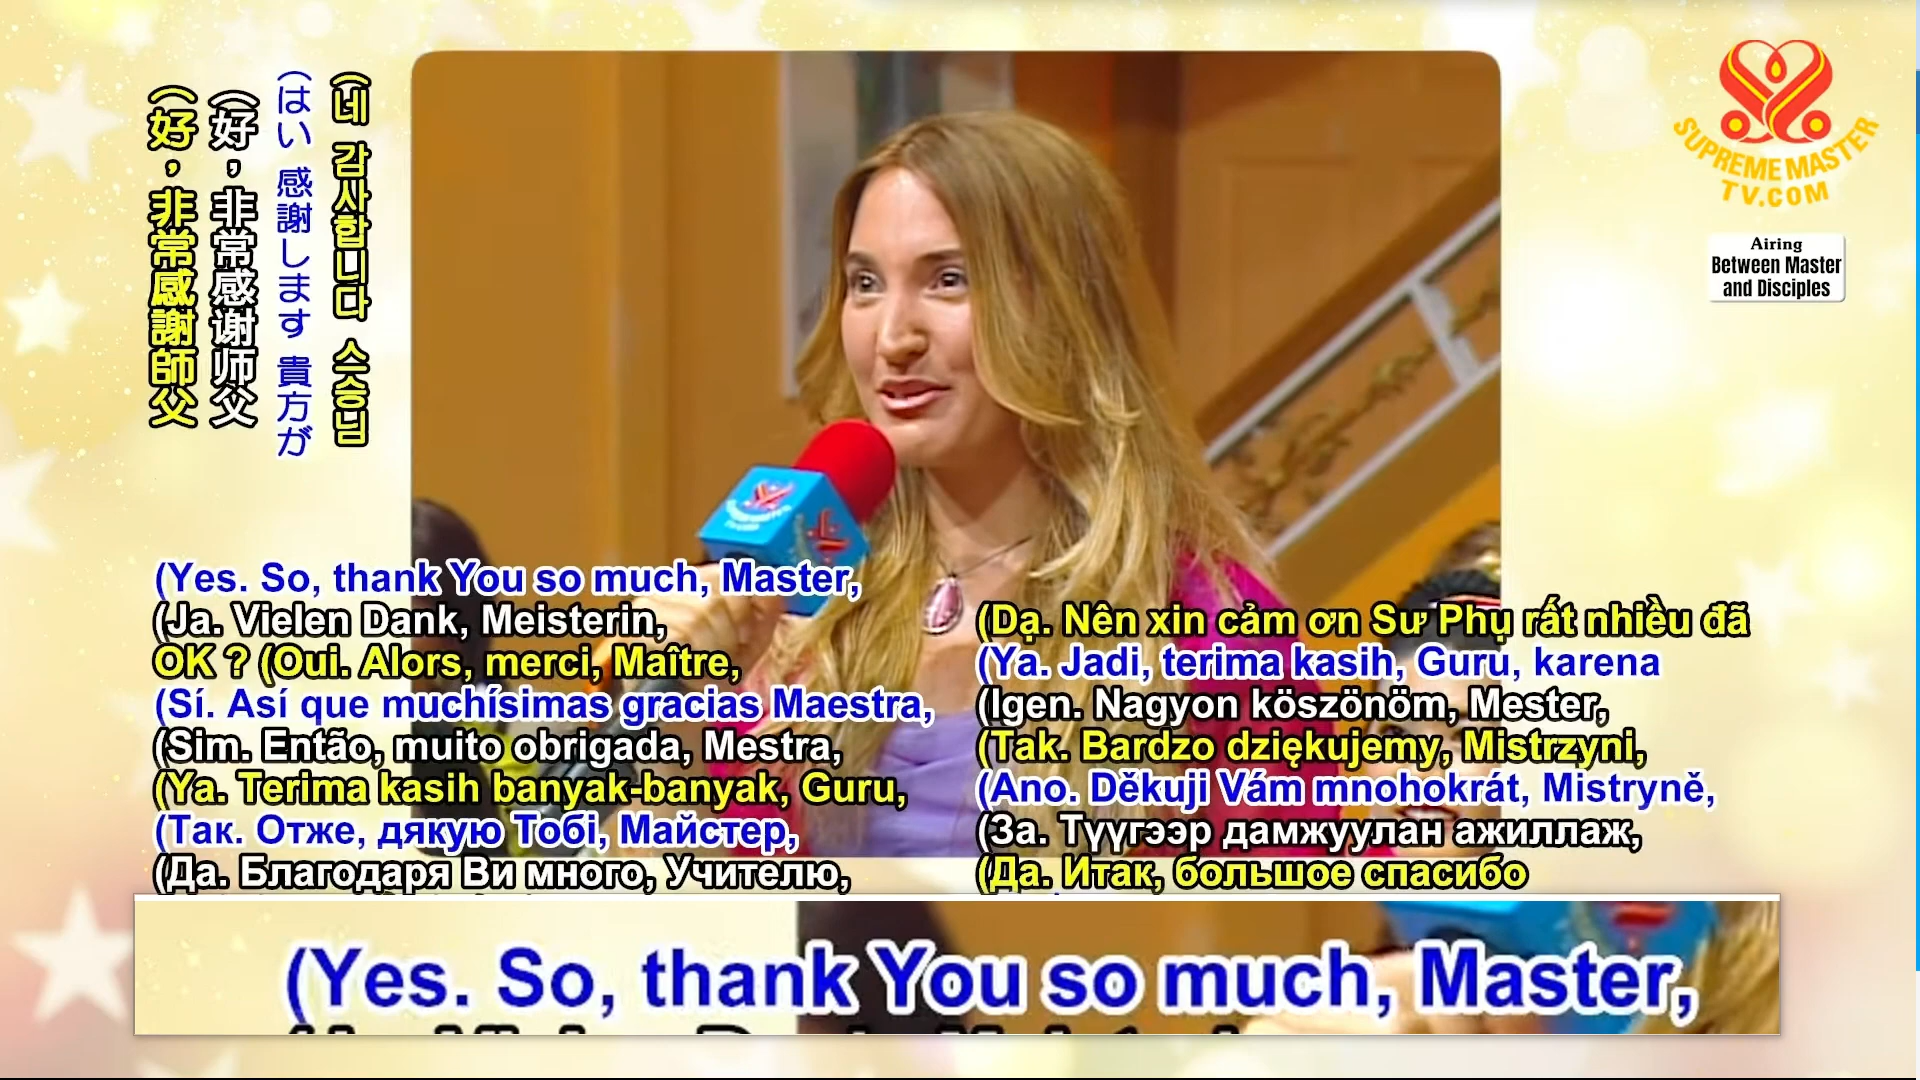 (네 감사합니다 스승님
(はい 感謝します 貴方が
(好，非常感谢师父
(好，非常感謝師父
SUPREME MASTER
TV.COM
Airing
Between Master
and Disciples
(Yes. So, thank You so much, Master,
(Ja. Vielen Dank, Meisterin,
OK ? (Oui. Alors, merci, Maître,
(Sí. Así que muchísimas gracias Maestra,
(Sim. Então, muito obrigada, Mestra,
(Ya. Terima kasih banyak-banyak, Guru,
(Так. Отже, дякую Тобі, Майстер,
(Да. Благодаря Ви много, Учителю,
(Dạ. Nên xin cảm ơn Sư Phụ rất nhiều đã
(Ya. Jadi, terima kasih, Guru, karena
(Igen. Nagyon köszönöm, Mester,
(Tak. Bardzo dziękujemy, Mistrzyni,
(Ano. Děkuji Vám mnohokrát, Mistryně,
(За. Түүгээр дамжуулан ажиллаж,
(Да. Итак, большое спасибо
(Yes. So, thank You so much, Master,